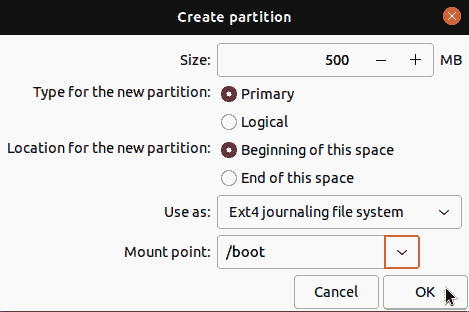 Create partition
Size: 500 − + MB
Type for the new partition: Primary
Logical
Location for the new partition: Beginning of this space
End of this space
Use as: Ext4 journaling file system
Mount point: /boot
Cancel OK